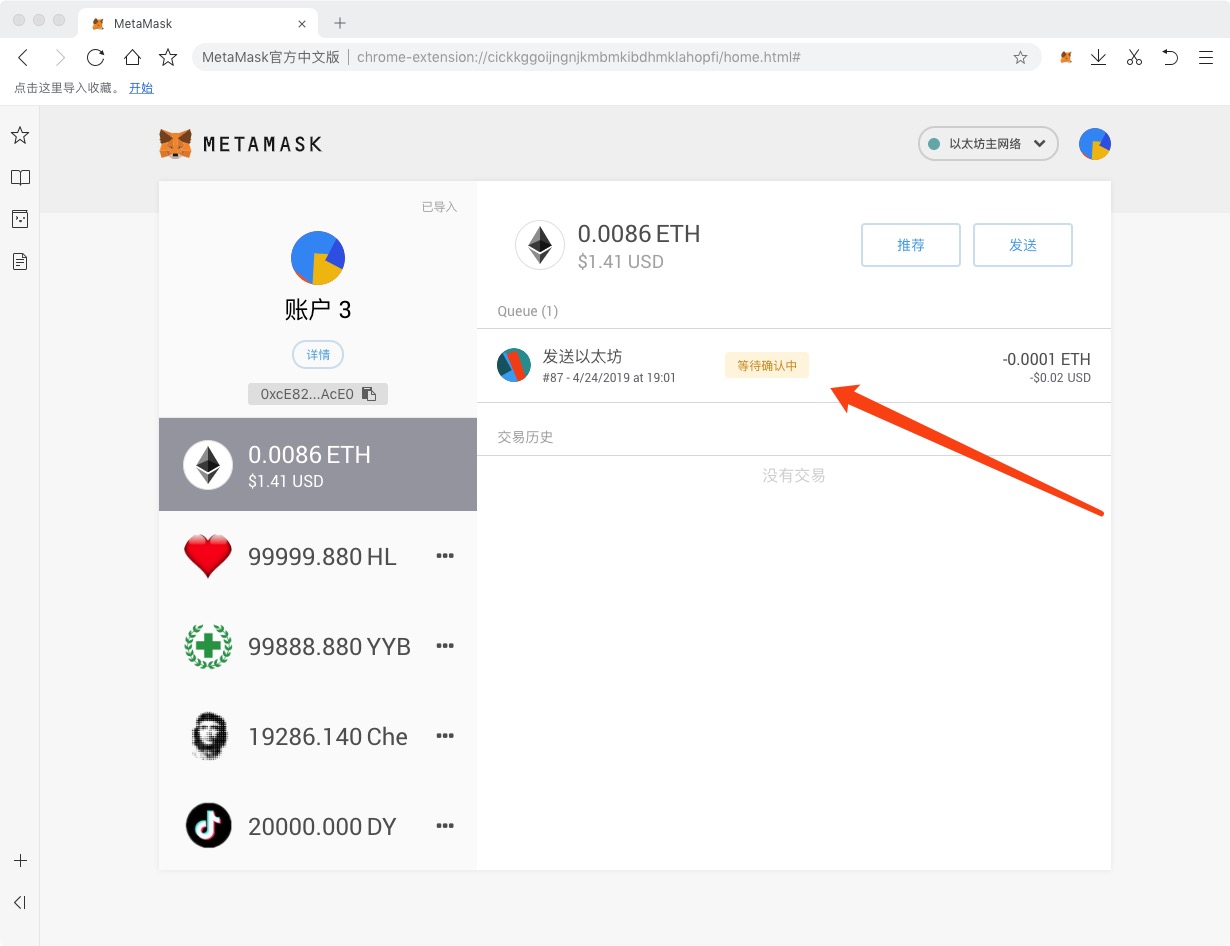 MetaMask
MetaMask官方中文版 | chrome-extension://cickkggoijngnjkmbmkibdhmklahopfi/home.html#
点击这里导入收藏。 开始
METAMASK
以太坊主网络
已导入
账户 3
详情
0xcE82...AcE0
0.0086 ETH
$1.41 USD
99999.880 HL
99888.880 YYB
19286.140 Che
20000.000 DY
0.0086 ETH
$1.41 USD
推荐
发送
Queue (1)
发送以太坊
#87 - 4/24/2019 at 19:01
等待确认中
-0.0001 ETH
-$0.02 USD
交易历史
没有交易